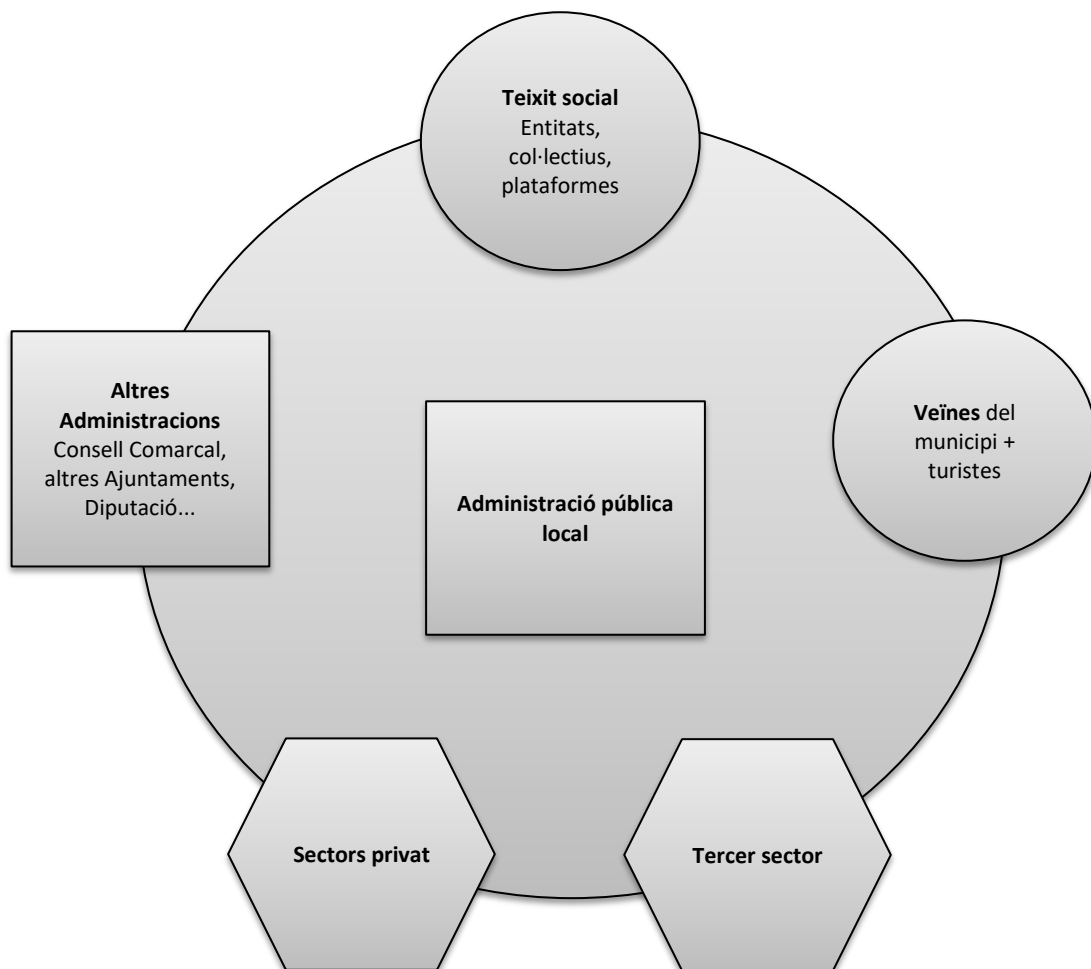 Teixit social
Entitats,
col·lectius,
plataformes
Altres
Administracions
Consell Comarcal,
altres Ajuntaments,
Diputació...
Veïnes del
municipi +
turistes
Administració pública
local
Sectors privat
Tercer sector